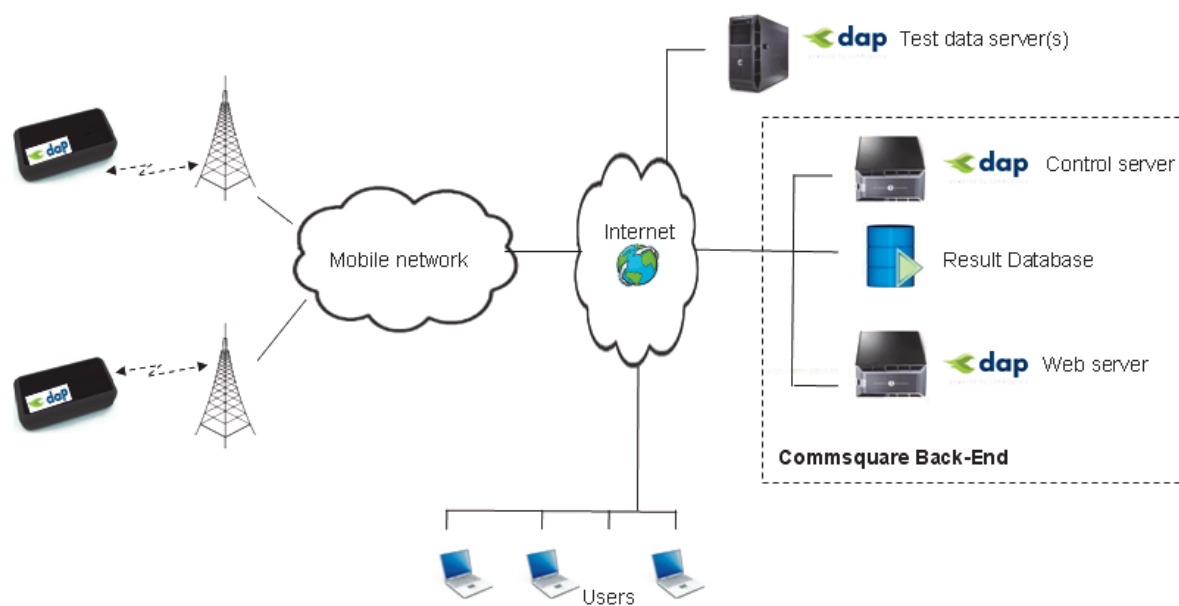 dap Test data server(s)
dap
dap Control server
Internet
Mobile network
Result Database
dap
dap Web server
Commsquare Back-End
Users